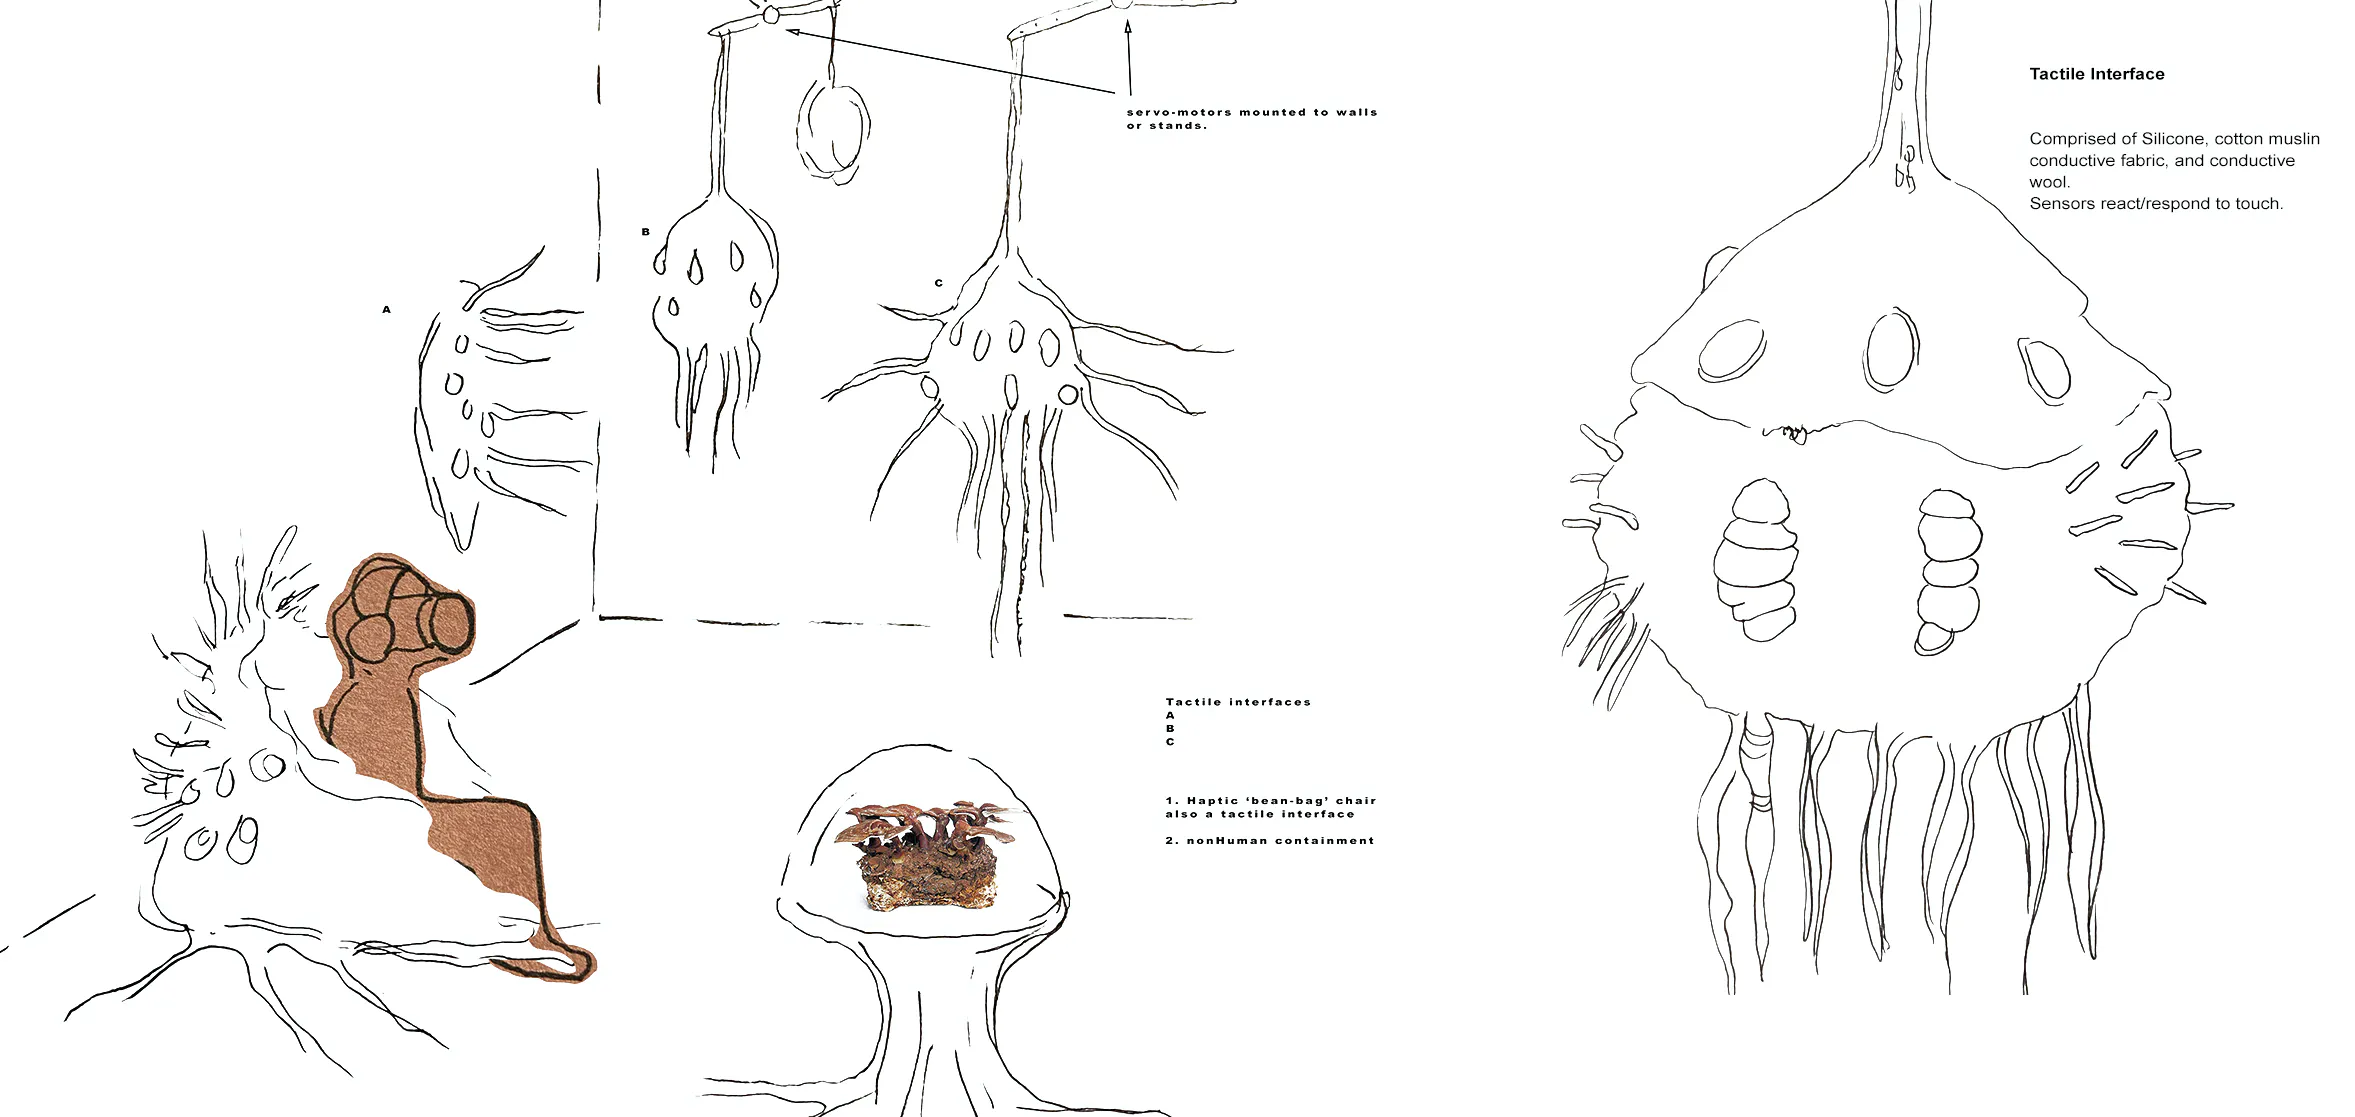 servo-motors mounted to walls
or stands.
Tactile Interface
Comprised of Silicone, cotton muslin
conductive fabric, and conductive
wool.
Sensors react/respond to touch.
B
C
A
Tactile interfaces
A
B
C
1. Haptic ‘bean-bag’ chair
also a tactile interface
2. nonHuman containment